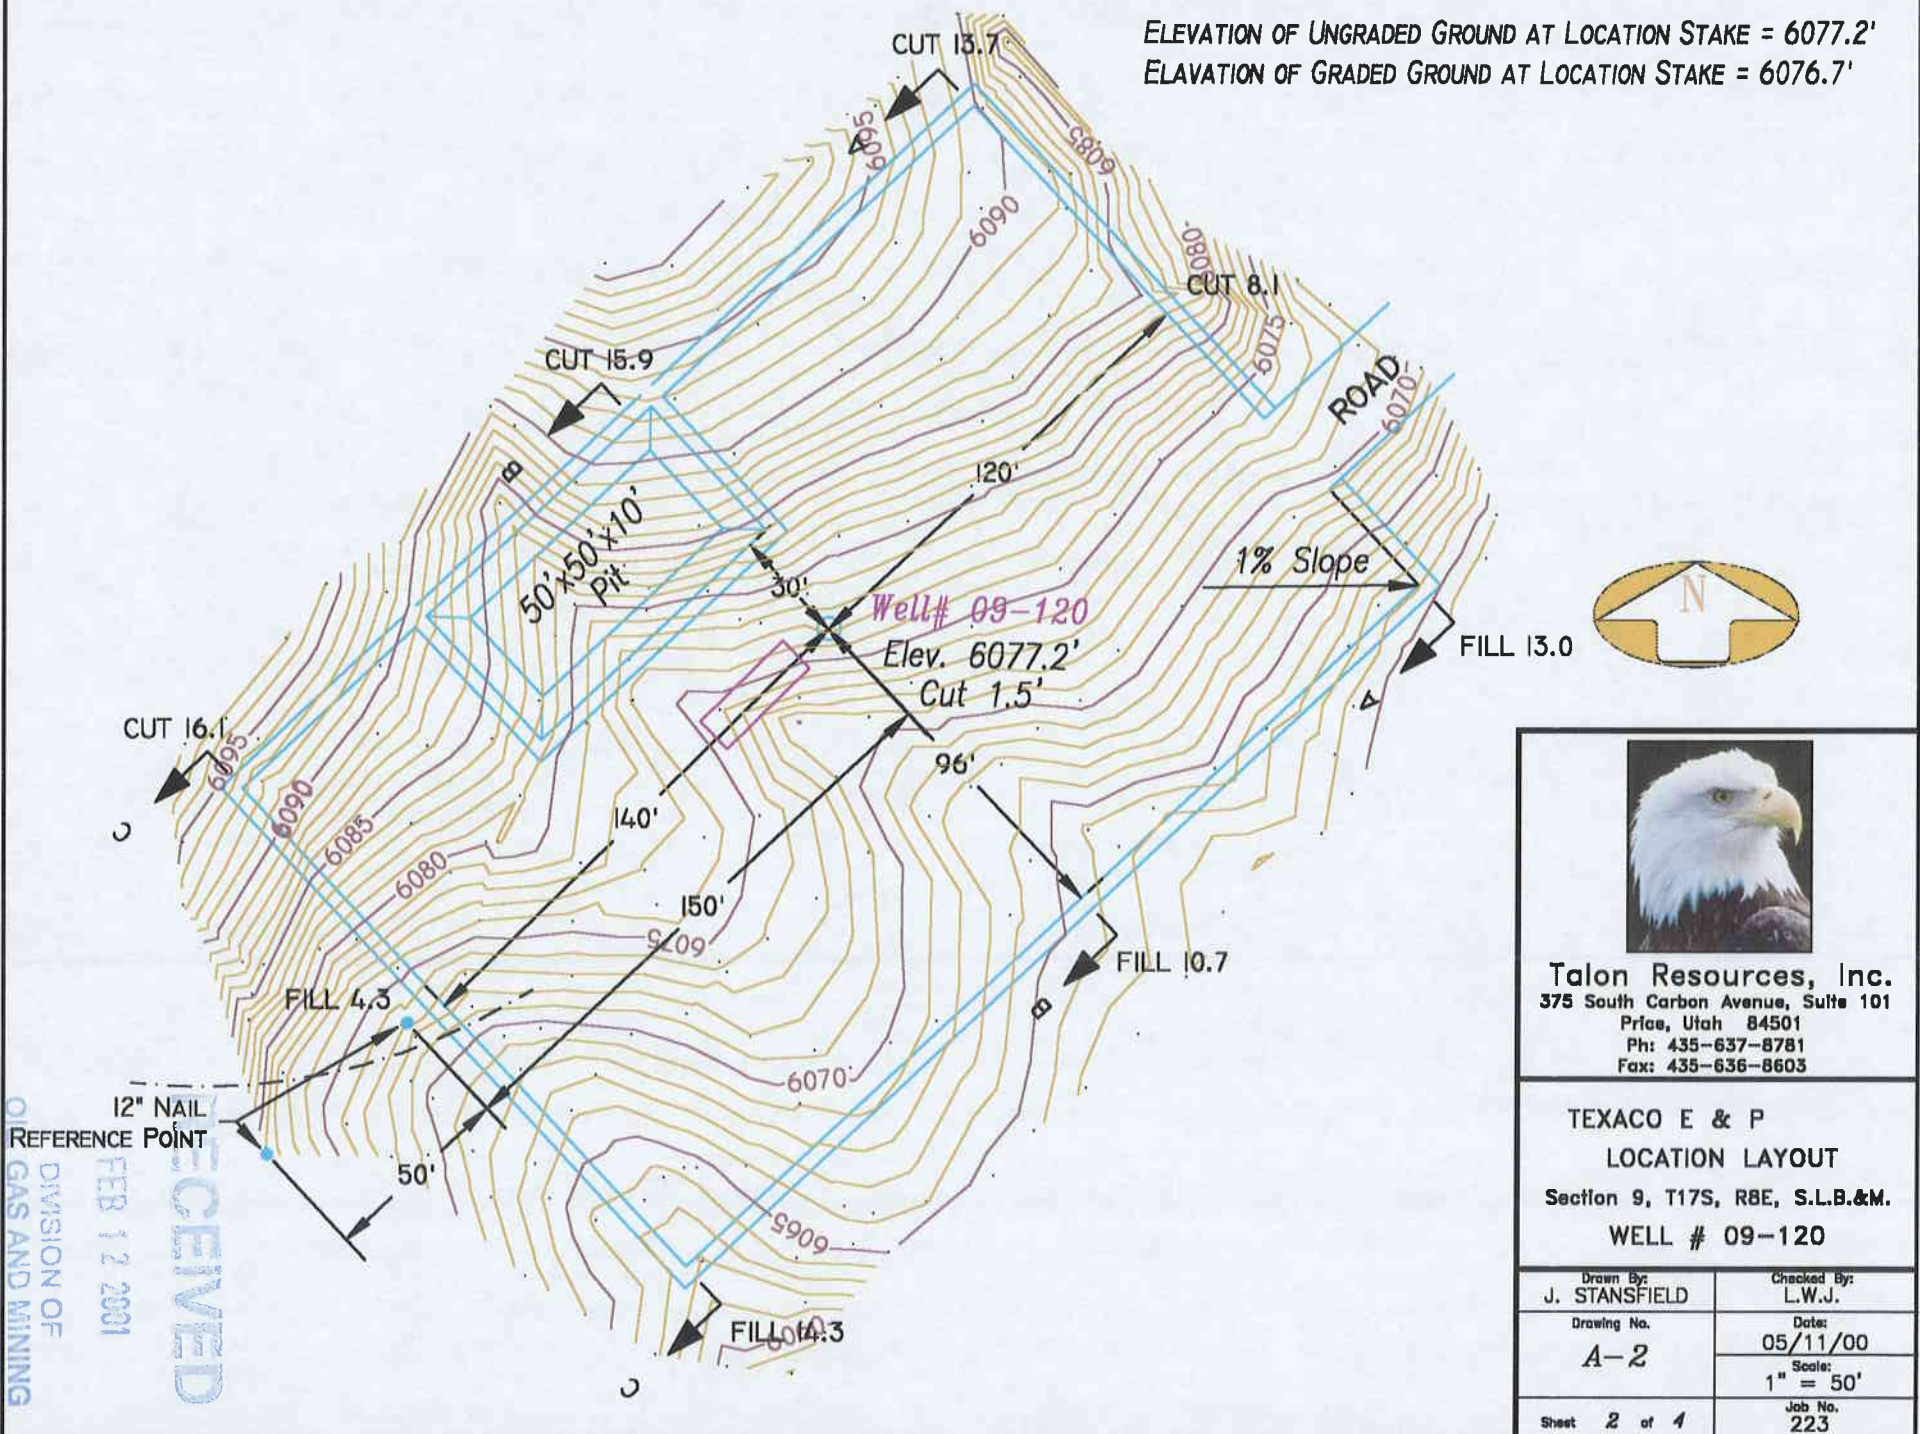 ELEVATION OF UNGRADED GROUND AT LOCATION STAKE = 6077.2'
ELAVATION OF GRADED GROUND AT LOCATION STAKE = 6076.7'
CUT 13.7
6095
A
6085
6090
6080
CUT 8.1
6075
CUT 15.9
ROAD
6070
B
120'
50'x50'x10'
Pit
30'
1% Slope
Well# 09-120
Elev. 6077.2'
Cut 1.5'
N
FILL 13.0
A
CUT 16.1
6095
96'
6090
140'
6085
C
6080
150'
6075
FILL 10.7
FILL 4.3
B
6070
12" NAIL
REFERENCE POINT
50'
6065
FILL 14.3
6060
C
RECEIVED
FEB 12 2001
DIVISION OF
OIL GAS AND MINING
Talon Resources, Inc.
375 South Carbon Avenue, Suite 101
Price, Utah 84501
Ph: 435-637-8781
Fax: 435-636-8603
TEXACO E & P
LOCATION LAYOUT
Section 9, T17S, R8E, S.L.B.&M.
WELL # 09-120
Drawn By:
J. STANSFIELD
Checked By:
L.W.J.
Drawing No.
A-2
Date:
05/11/00
Scale:
1" = 50'
Sheet 2 of 4
Job No.
223